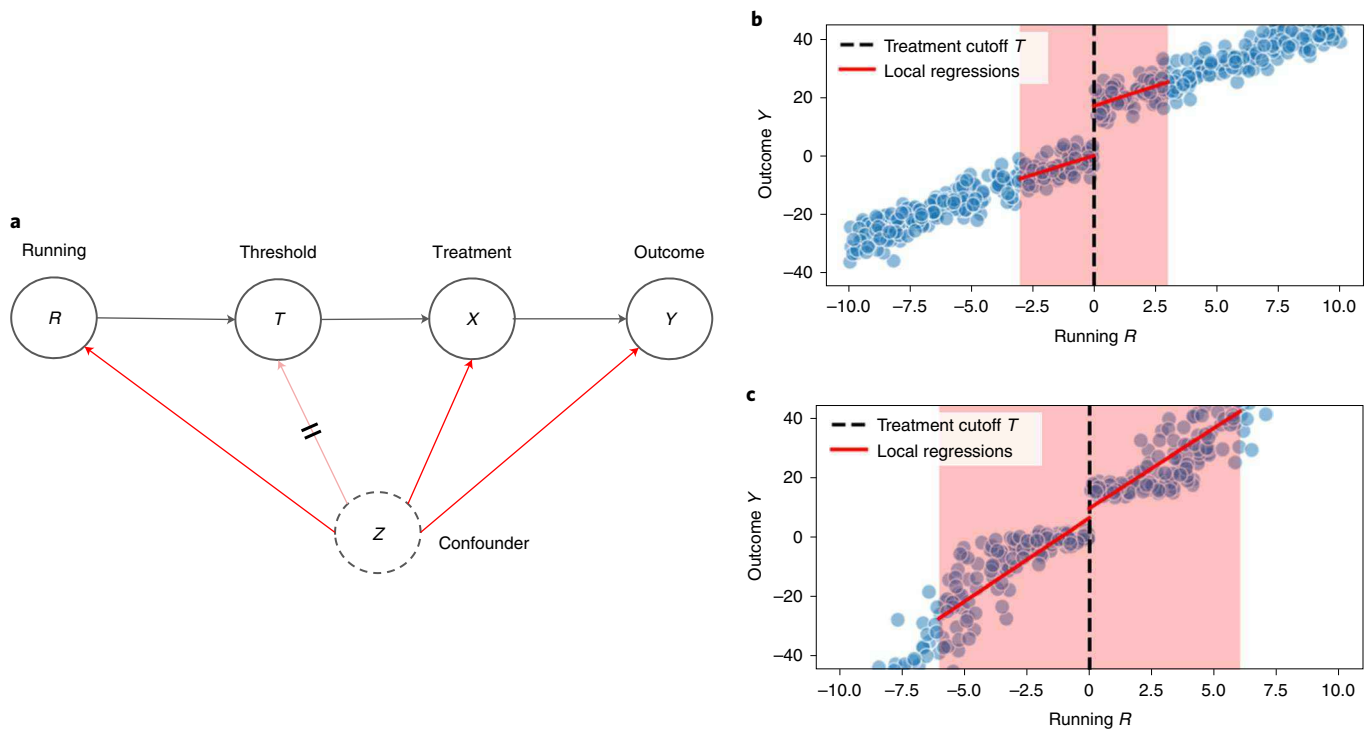 a
Running
Threshold
Treatment
Outcome
R
T
X
Y
Z
Confounder
b
Treatment cutoff T
Local regressions
Outcome Y
40
20
0
−20
−40
−10.0 −7.5 −5.0 −2.5 0 2.5 5.0 7.5 10.0
Running R
c
Treatment cutoff T
Local regressions
Outcome Y
40
20
0
−20
−40
−10.0 −7.5 −5.0 −2.5 0 2.5 5.0 7.5 10.0
Running R